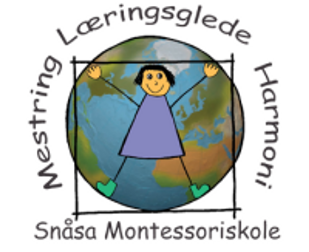 Mestring Læringsglede Harmoni
Snåsa Montessoriskole